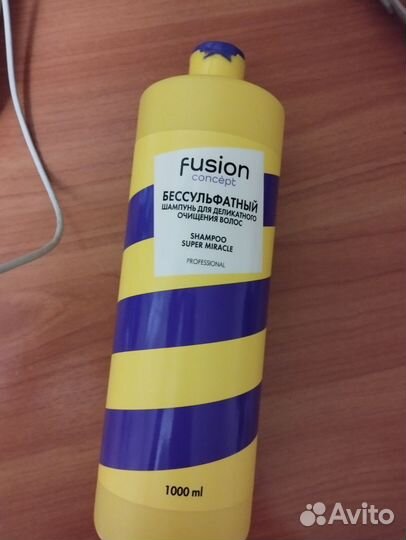 fusion
concept
БЕССУЛЬФАТНЫЙ
ШАМПУНЬ ДЛЯ ДЕЛИКАТНОГО
ОЧИЩЕНИЯ ВОЛОС
SHAMPOO
SUPER MIRACLE
PROFESSIONAL
1000 ml
Avito